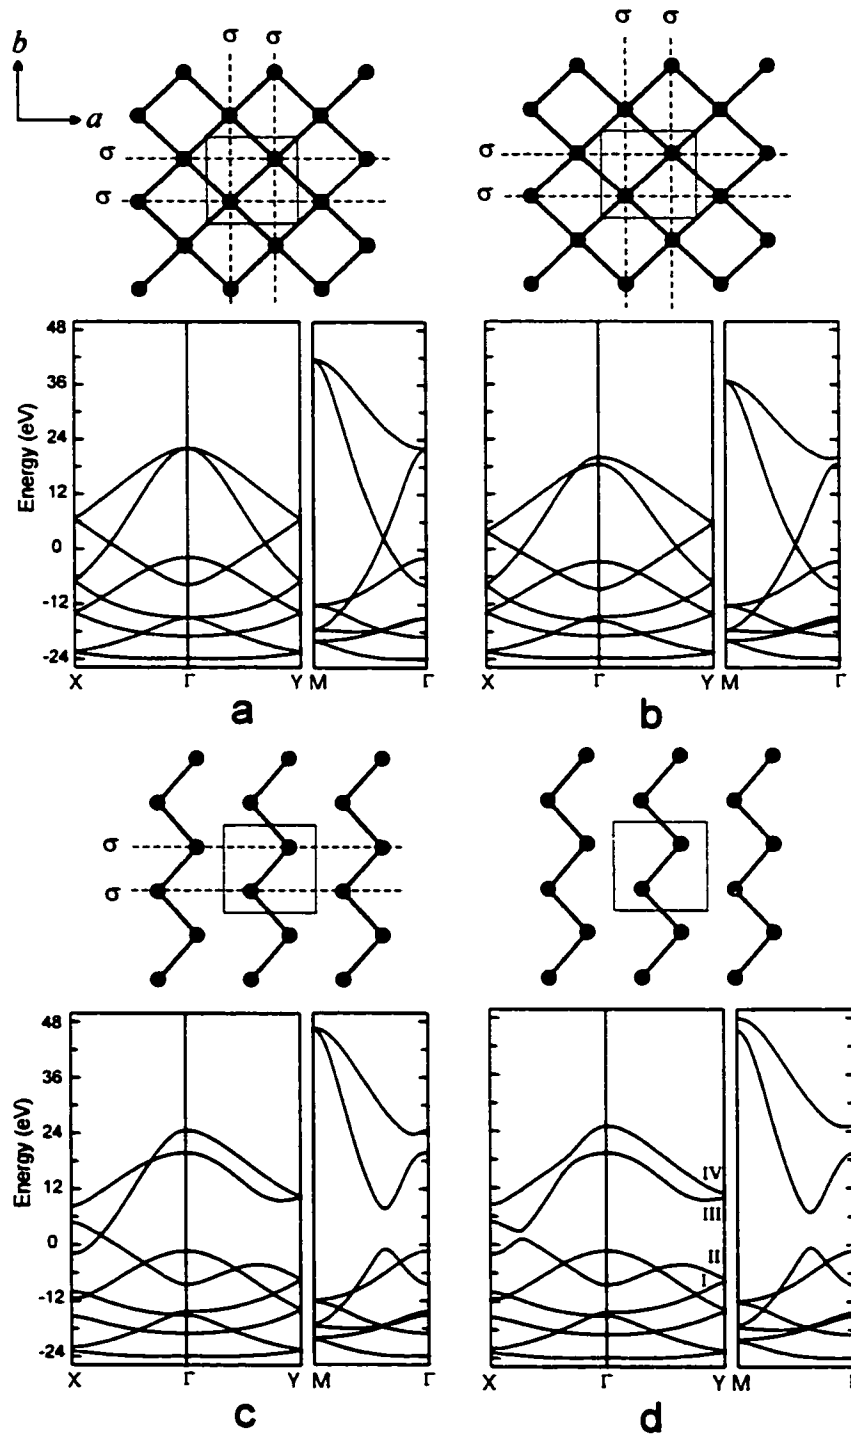 σ σ
b
a
σ
σ
σ σ
σ
σ
Energy (eV)
48
36
24
12
0
-12
-24
X Γ Y M Γ
a
X Γ Y M Γ
b
σ
σ
Energy (eV)
48
36
24
12
0
-12
-24
X Γ Y M Γ
c
IV
III
II
I
X Γ Y M
d